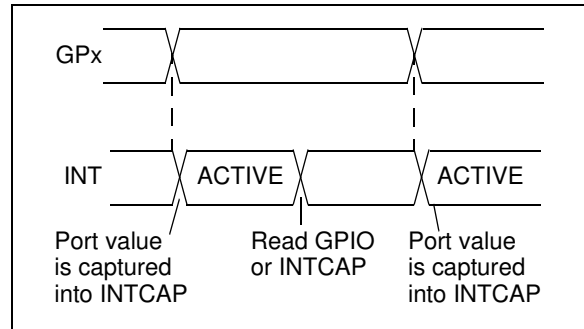 GPx
INT
ACTIVE
ACTIVE
Port value
is captured
into INTCAP
Read GPIO
or INTCAP
Port value
is captured
into INTCAP